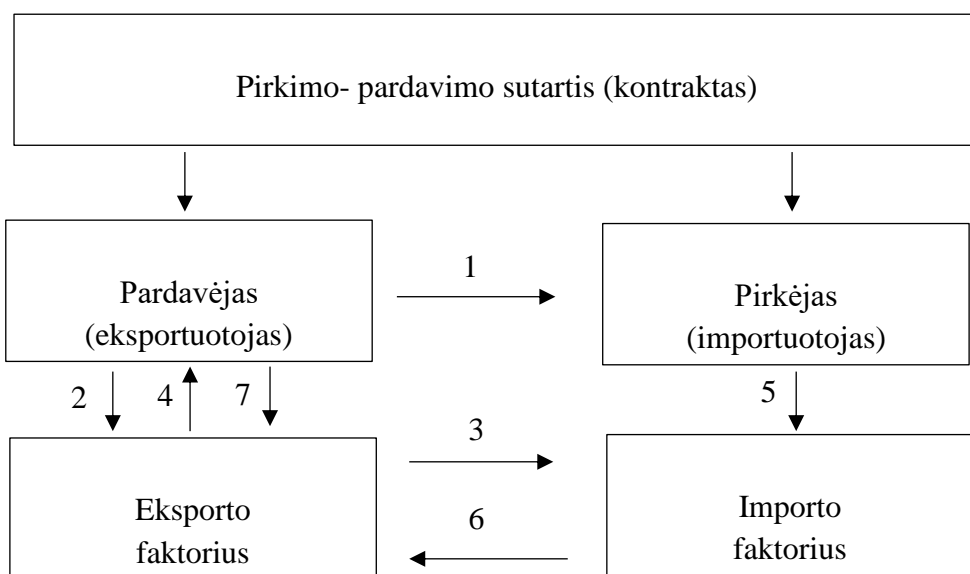 Pirkimo- pardavimo sutartis (kontraktas)
1
Pardavėjas
(eksportuotojas)
Pirkėjas
(importuotojas)
2
4
7
5
3
Eksporto
faktorius
6
Importo
faktorius